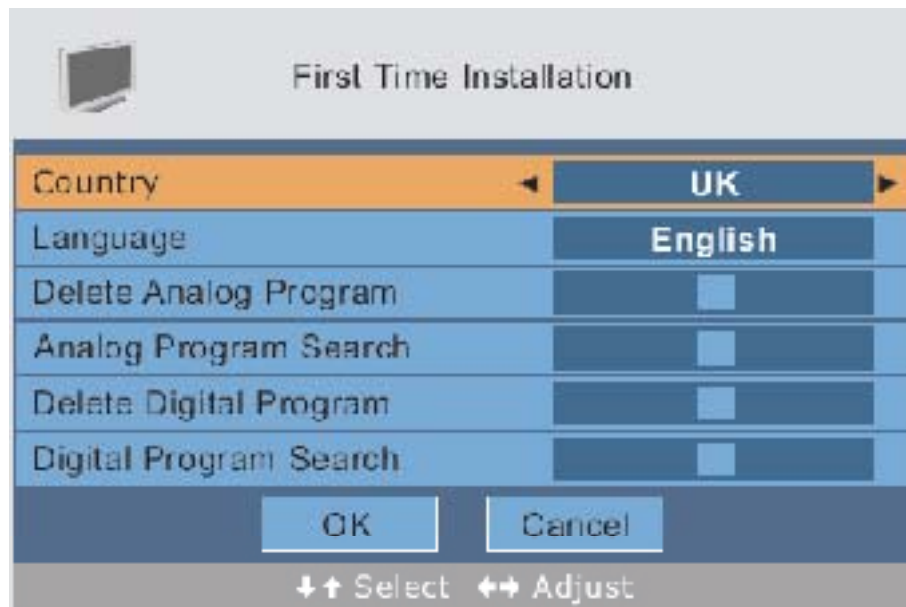 First Time Installation
Country ◄ UK ►
Language English
Delete Analog Program
Analog Program Search
Delete Digital Program
Digital Program Search
OK Cancel
↓↑ Select ←→ Adjust